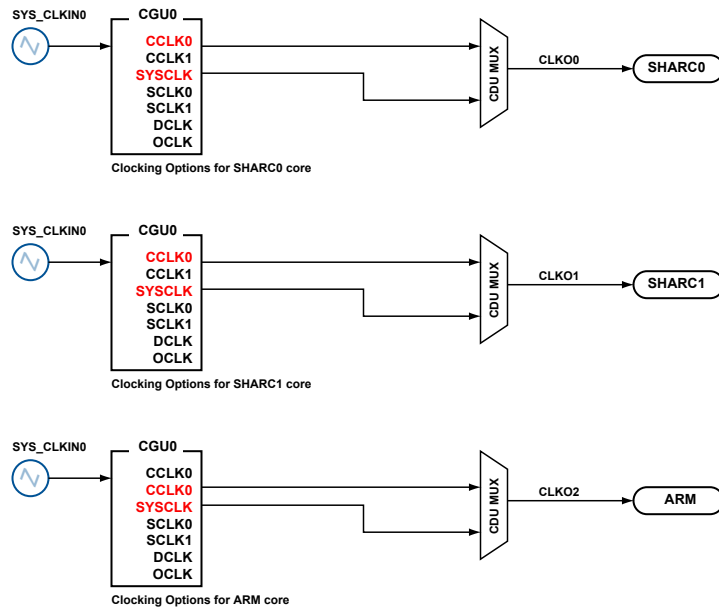 SYS_CLKIN0
CGU0
CCLK0
CCLK1
SYSCLK
SCLK0
SCLK1
DCLK
OCLK
CDU MUX
CLKO0
SHARC0
Clocking Options for SHARC0 core
SYS_CLKIN0
CGU0
CCLK0
CCLK1
SYSCLK
SCLK0
SCLK1
DCLK
OCLK
CDU MUX
CLKO1
SHARC1
Clocking Options for SHARC1 core
SYS_CLKIN0
CGU0
CCLK0
CCLK0
SYSCLK
SCLK0
SCLK1
DCLK
OCLK
CDU MUX
CLKO2
ARM
Clocking Options for ARM core